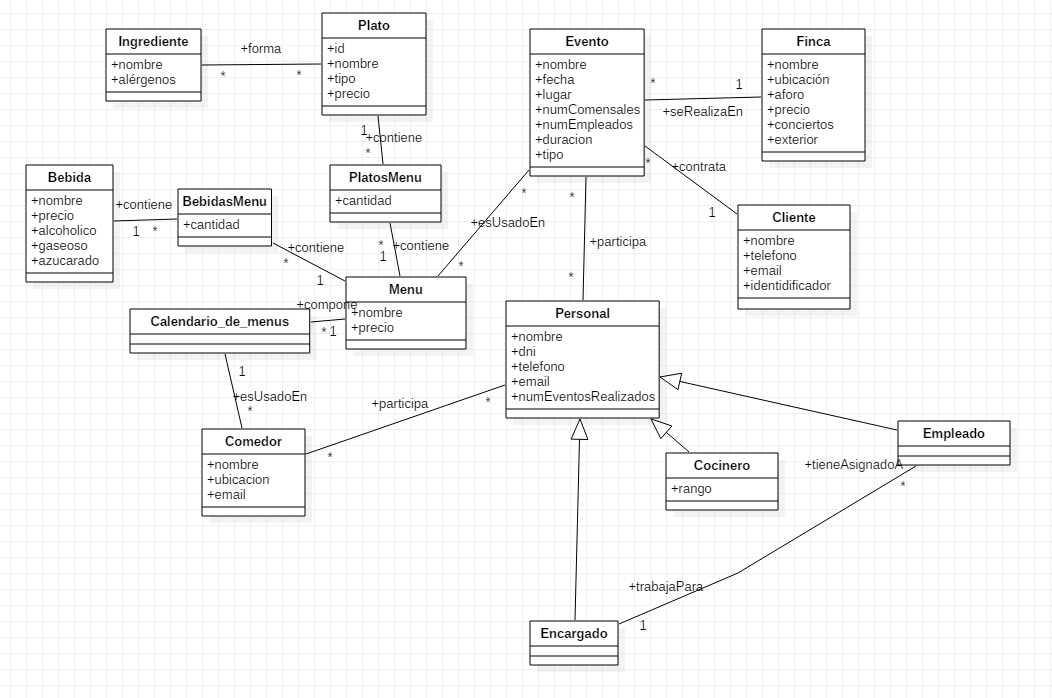 Ingrediente
+nombre
+alérgenos
+forma
*
*
Plato
+id
+nombre
+tipo
+precio
Evento
+nombre
+fecha
+lugar
+numComensales
+numEmpleados
+duracion
+tipo
*
1
+seRealizaEn
Finca
+nombre
+ubicación
+aforo
+precio
+conciertos
+exterior
1
+contiene
*
PlatosMenu
+cantidad
*
+contrata
1
Cliente
+nombre
+telefono
+email
+identidificador
Bebida
+nombre
+precio
+alcoholico
+gaseoso
+azucarado
+contiene
1
*
BebidasMenu
+cantidad
+contiene
*
1
*
+contiene
1
*
+esUsadoEn
*
*
+participa
*
Menu
+nombre
+precio
+compone
*
1
Calendario_de_menus
1
+esUsadoEn
*
Comedor
+nombre
+ubicacion
+email
+participa
*
*
Personal
+nombre
+dni
+telefono
+email
+numEventosRealizados
Cocinero
+rango
Empleado
+tieneAsignadoA
*
+trabajaPara
1
Encargado